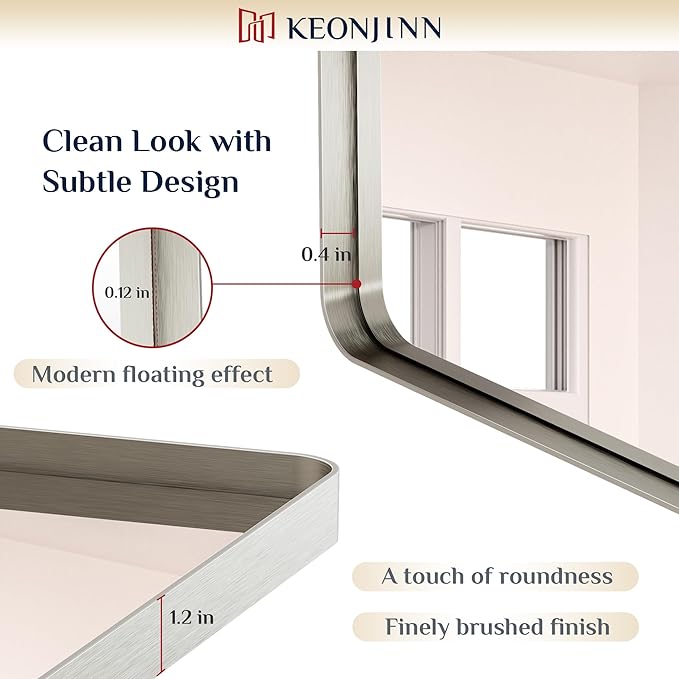 KEONJINN
Clean Look with
Subtle Design
0.4 in
0.12 in
Modern floating effect
1.2 in
A touch of roundness
Finely brushed finish